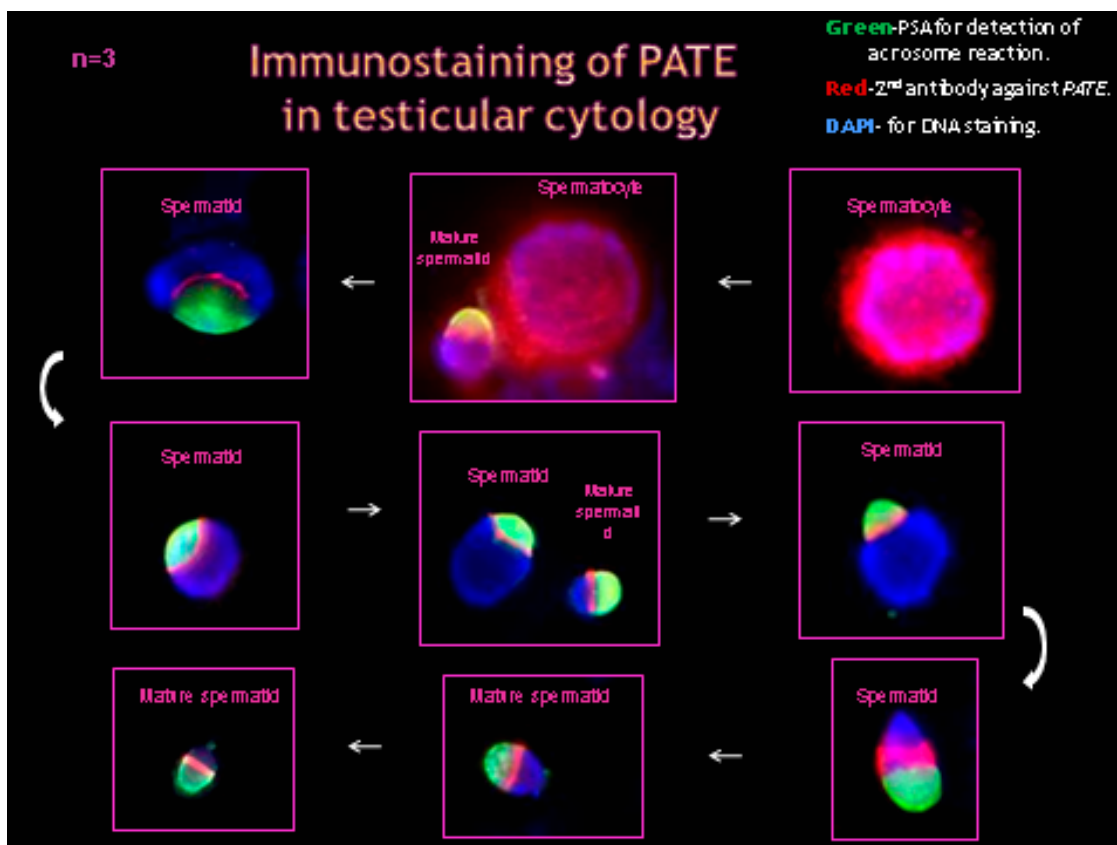 n=3
Immunostaining of PATE
in testicular cytology
Green-PSA for detection of
acrosome reaction.
Red-2nd antibody against PATE.
DAPI- for DNA staining.
Spermatid
Spermatocyte
Mature
spermatid
Spermatocyte
Spermatid
Spermatid
Mature
spermati
d
Spermatid
Mature spermatid
Mature spermatid
Spermatid